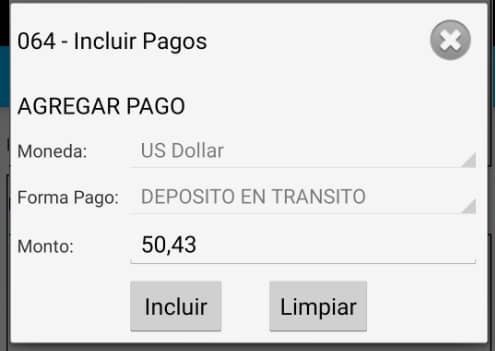 064 - Incluir Pagos
AGREGAR PAGO
Moneda: US Dollar
Forma Pago: DEPOSITO EN TRANSITO
Monto: 50,43
Incluir Limpiar